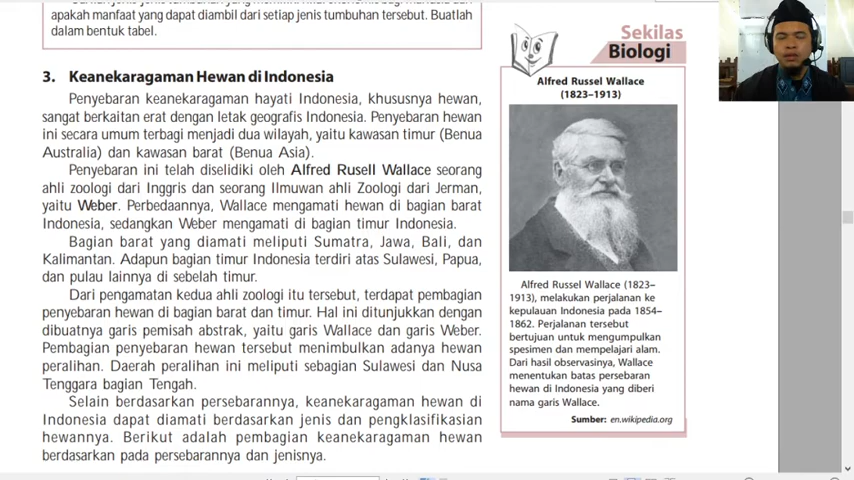 apakah manfaat yang dapat diambil dari setiap jenis tumbuhan tersebut. Buatlah
dalam bentuk tabel.
3. Keanekaragaman Hewan di Indonesia
Penyebaran keanekaragaman hayati Indonesia, khususnya hewan,
sangat berkaitan erat dengan letak geografis Indonesia. Penyebaran hewan
ini secara umum terbagi menjadi dua wilayah, yaitu kawasan timur (Benua
Australia) dan kawasan barat (Benua Asia).
Penyebaran ini telah diselidiki oleh Alfred Rusell Wallace seorang
ahli zoologi dari Inggris dan seorang Ilmuwan ahli Zoologi dari Jerman,
yaitu Weber. Perbedaannya, Wallace mengamati hewan di bagian barat
Indonesia, sedangkan Weber mengamati di bagian timur Indonesia.
Bagian barat yang diamati meliputi Sumatra, Jawa, Bali, dan
Kalimantan. Adapun bagian timur Indonesia terdiri atas Sulawesi, Papua,
dan pulau lainnya di sebelah timur.
Dari pengamatan kedua ahli zoologi itu tersebut, terdapat pembagian
penyebaran hewan di bagian barat dan timur. Hal ini ditunjukkan dengan
dibuatnya garis pemisah abstrak, yaitu garis Wallace dan garis Weber.
Pembagian penyebaran hewan tersebut menimbulkan adanya hewan
peralihan. Daerah peralihan ini meliputi sebagian Sulawesi dan Nusa
Tenggara bagian Tengah.
Selain berdasarkan persebarannya, keanekaragaman hewan di
Indonesia dapat diamati berdasarkan jenis dan pengklasifikasian
hewannya. Berikut adalah pembagian keanekaragaman hewan
berdasarkan pada persebarannya dan jenisnya.
Sekilas
Biologi
Alfred Russel Wallace
(1823–1913)
Alfred Russel Wallace (1823–
1913), melakukan perjalanan ke
kepulauan Indonesia pada 1854–
1862. Perjalanan tersebut
bertujuan untuk mengumpulkan
spesimen dan mempelajari alam.
Dari hasil observasinya, Wallace
menentukan batas persebaran
hewan di Indonesia yang diberi
nama garis Wallace.
Sumber: en.wikipedia.org